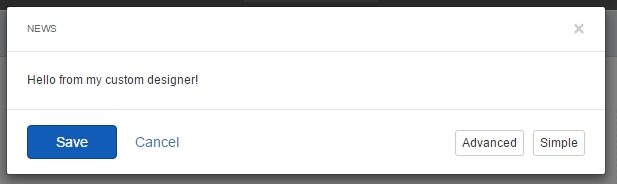 NEWS ×
Hello from my custom designer!
Save Cancel Advanced Simple